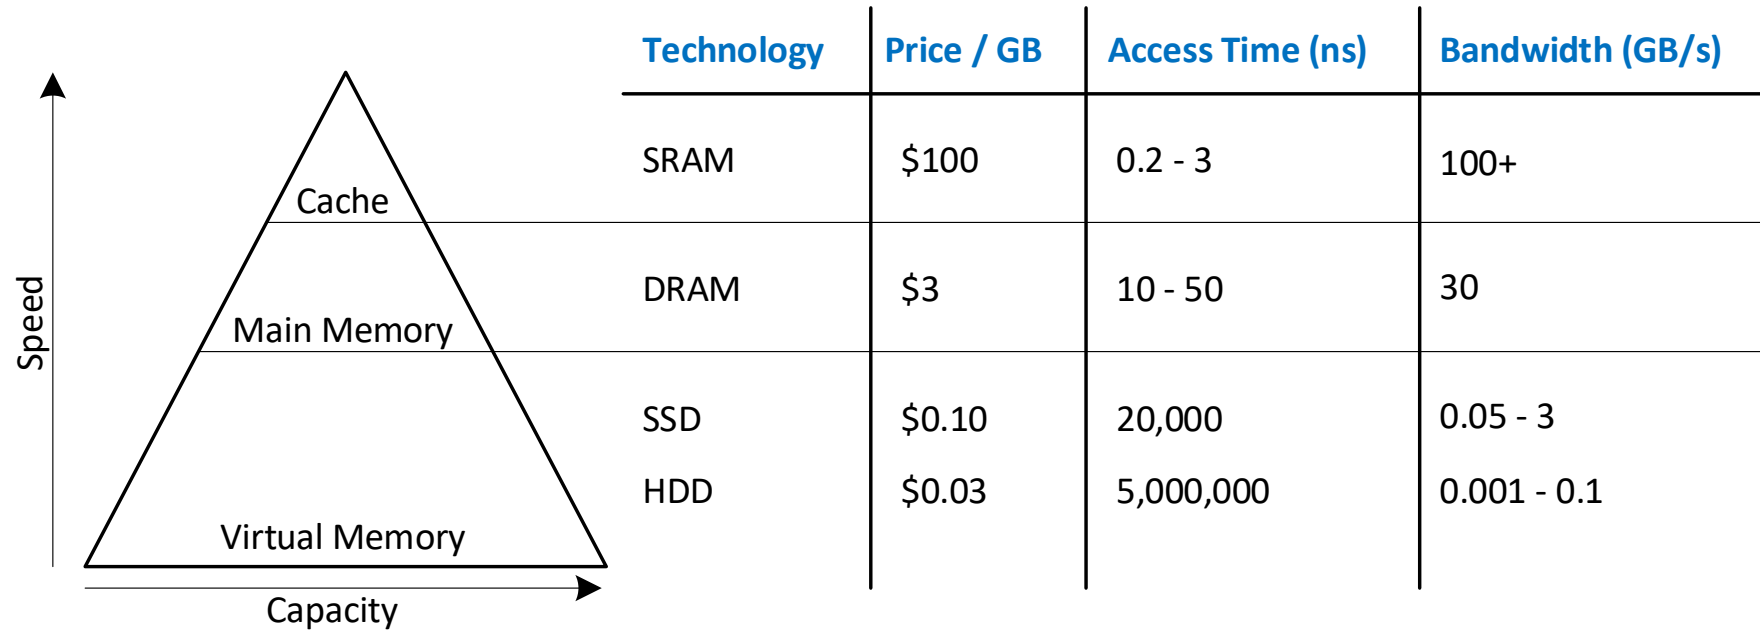 Technology Price / GB Access Time (ns) Bandwidth (GB/s)
SRAM $100 0.2 - 3 100+
Cache
DRAM $3 10 - 50 30
Main Memory
SSD $0.10 20,000 0.05 - 3
HDD $0.03 5,000,000 0.001 - 0.1
Virtual Memory
Speed
Capacity